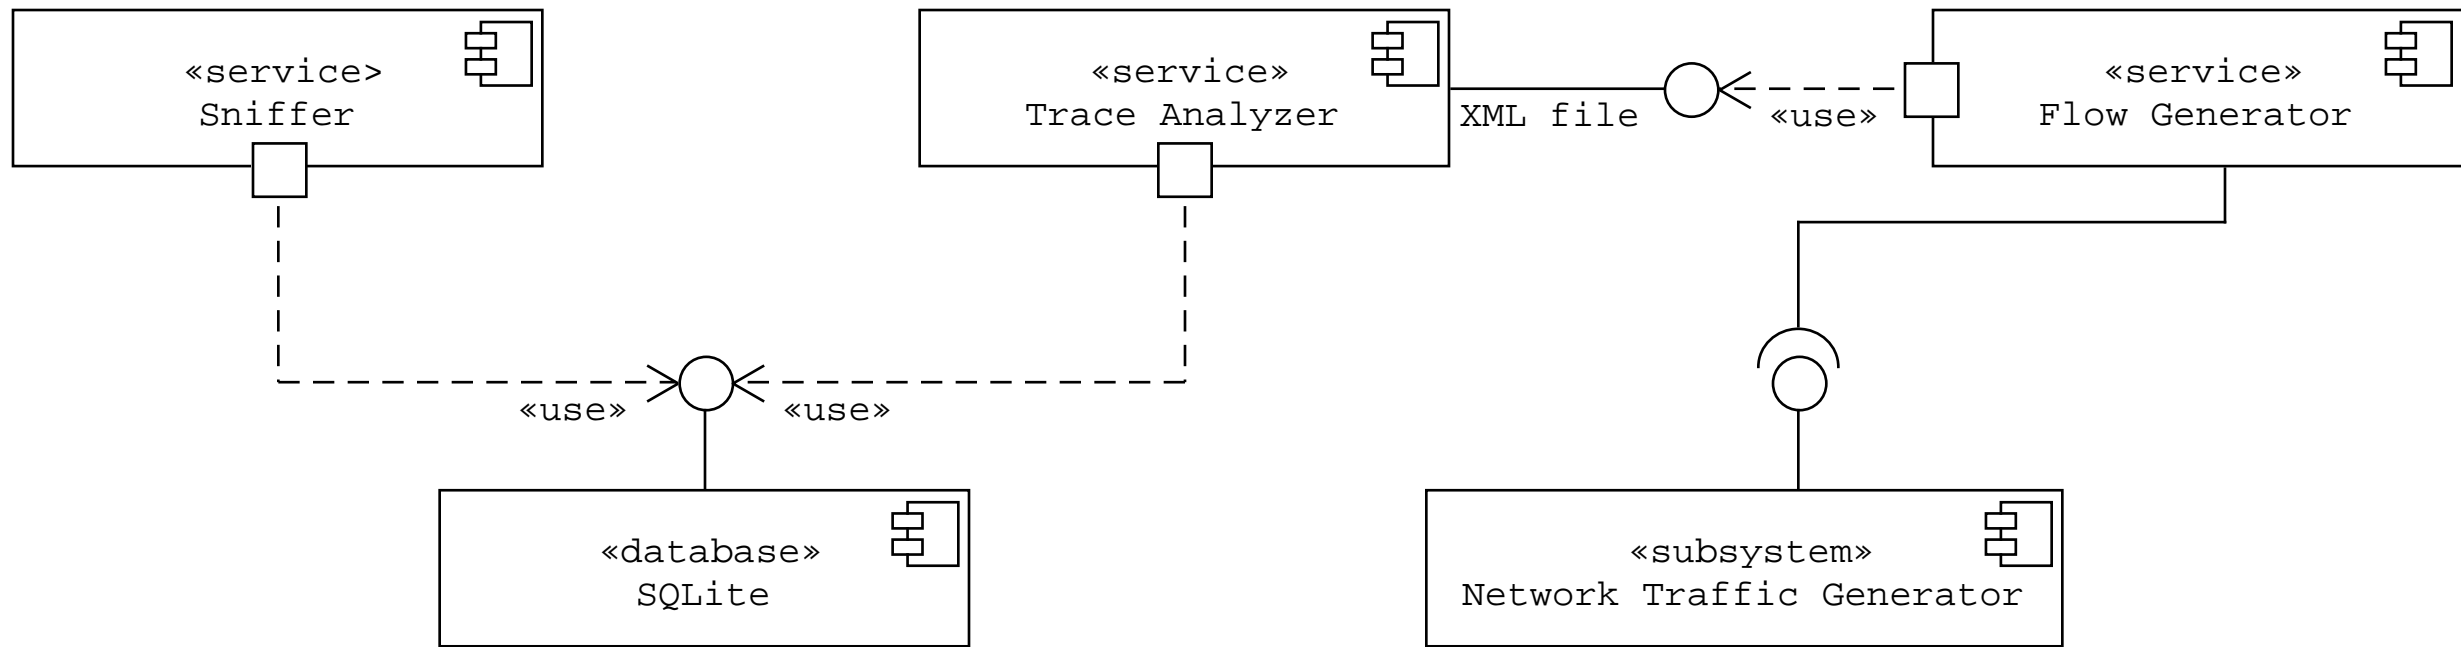 «service>
Sniffer
«service»
Trace Analyzer
XML file
«use»
«service»
Flow Generator
«use»
«use»
«database»
SQLite
«subsystem»
Network Traffic Generator